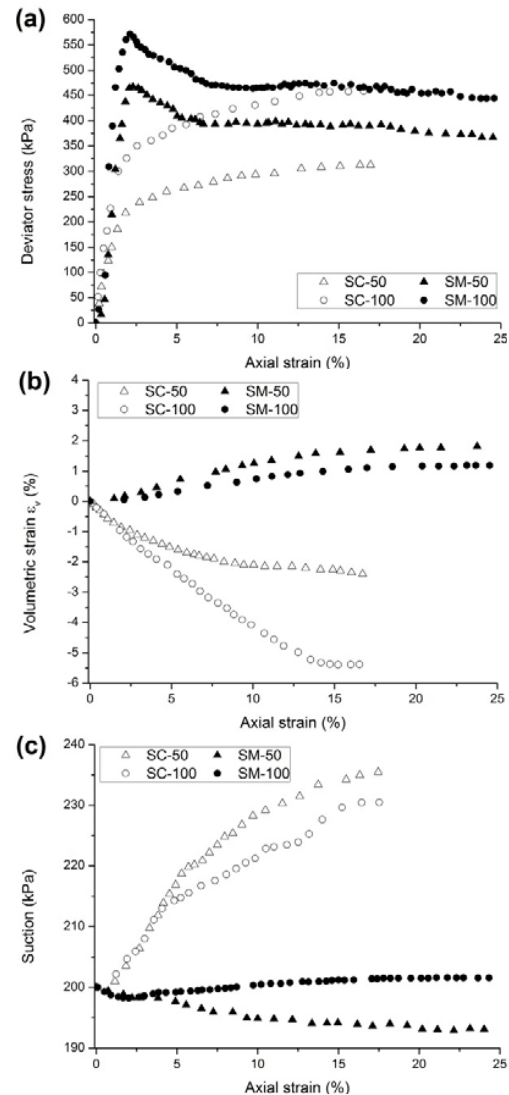 (a)
600
550
500
450
400
350
300
250
200
150
100
50
0
Deviator stress (kPa)
SC-50 SM-50
SC-100 SM-100
0 5 10 15 20 25
Axial strain (%)
(b)
SC-50 SM-50
SC-100 SM-100
4
3
2
1
0
-1
-2
-3
-4
-5
-6
Volumetric strain εv (%)
0 5 10 15 20 25
Axial strain (%)
(c)
SC-50 SM-50
SC-100 SM-100
240
230
220
210
200
190
Suction (kPa)
0 5 10 15 20 25
Axial strain (%)